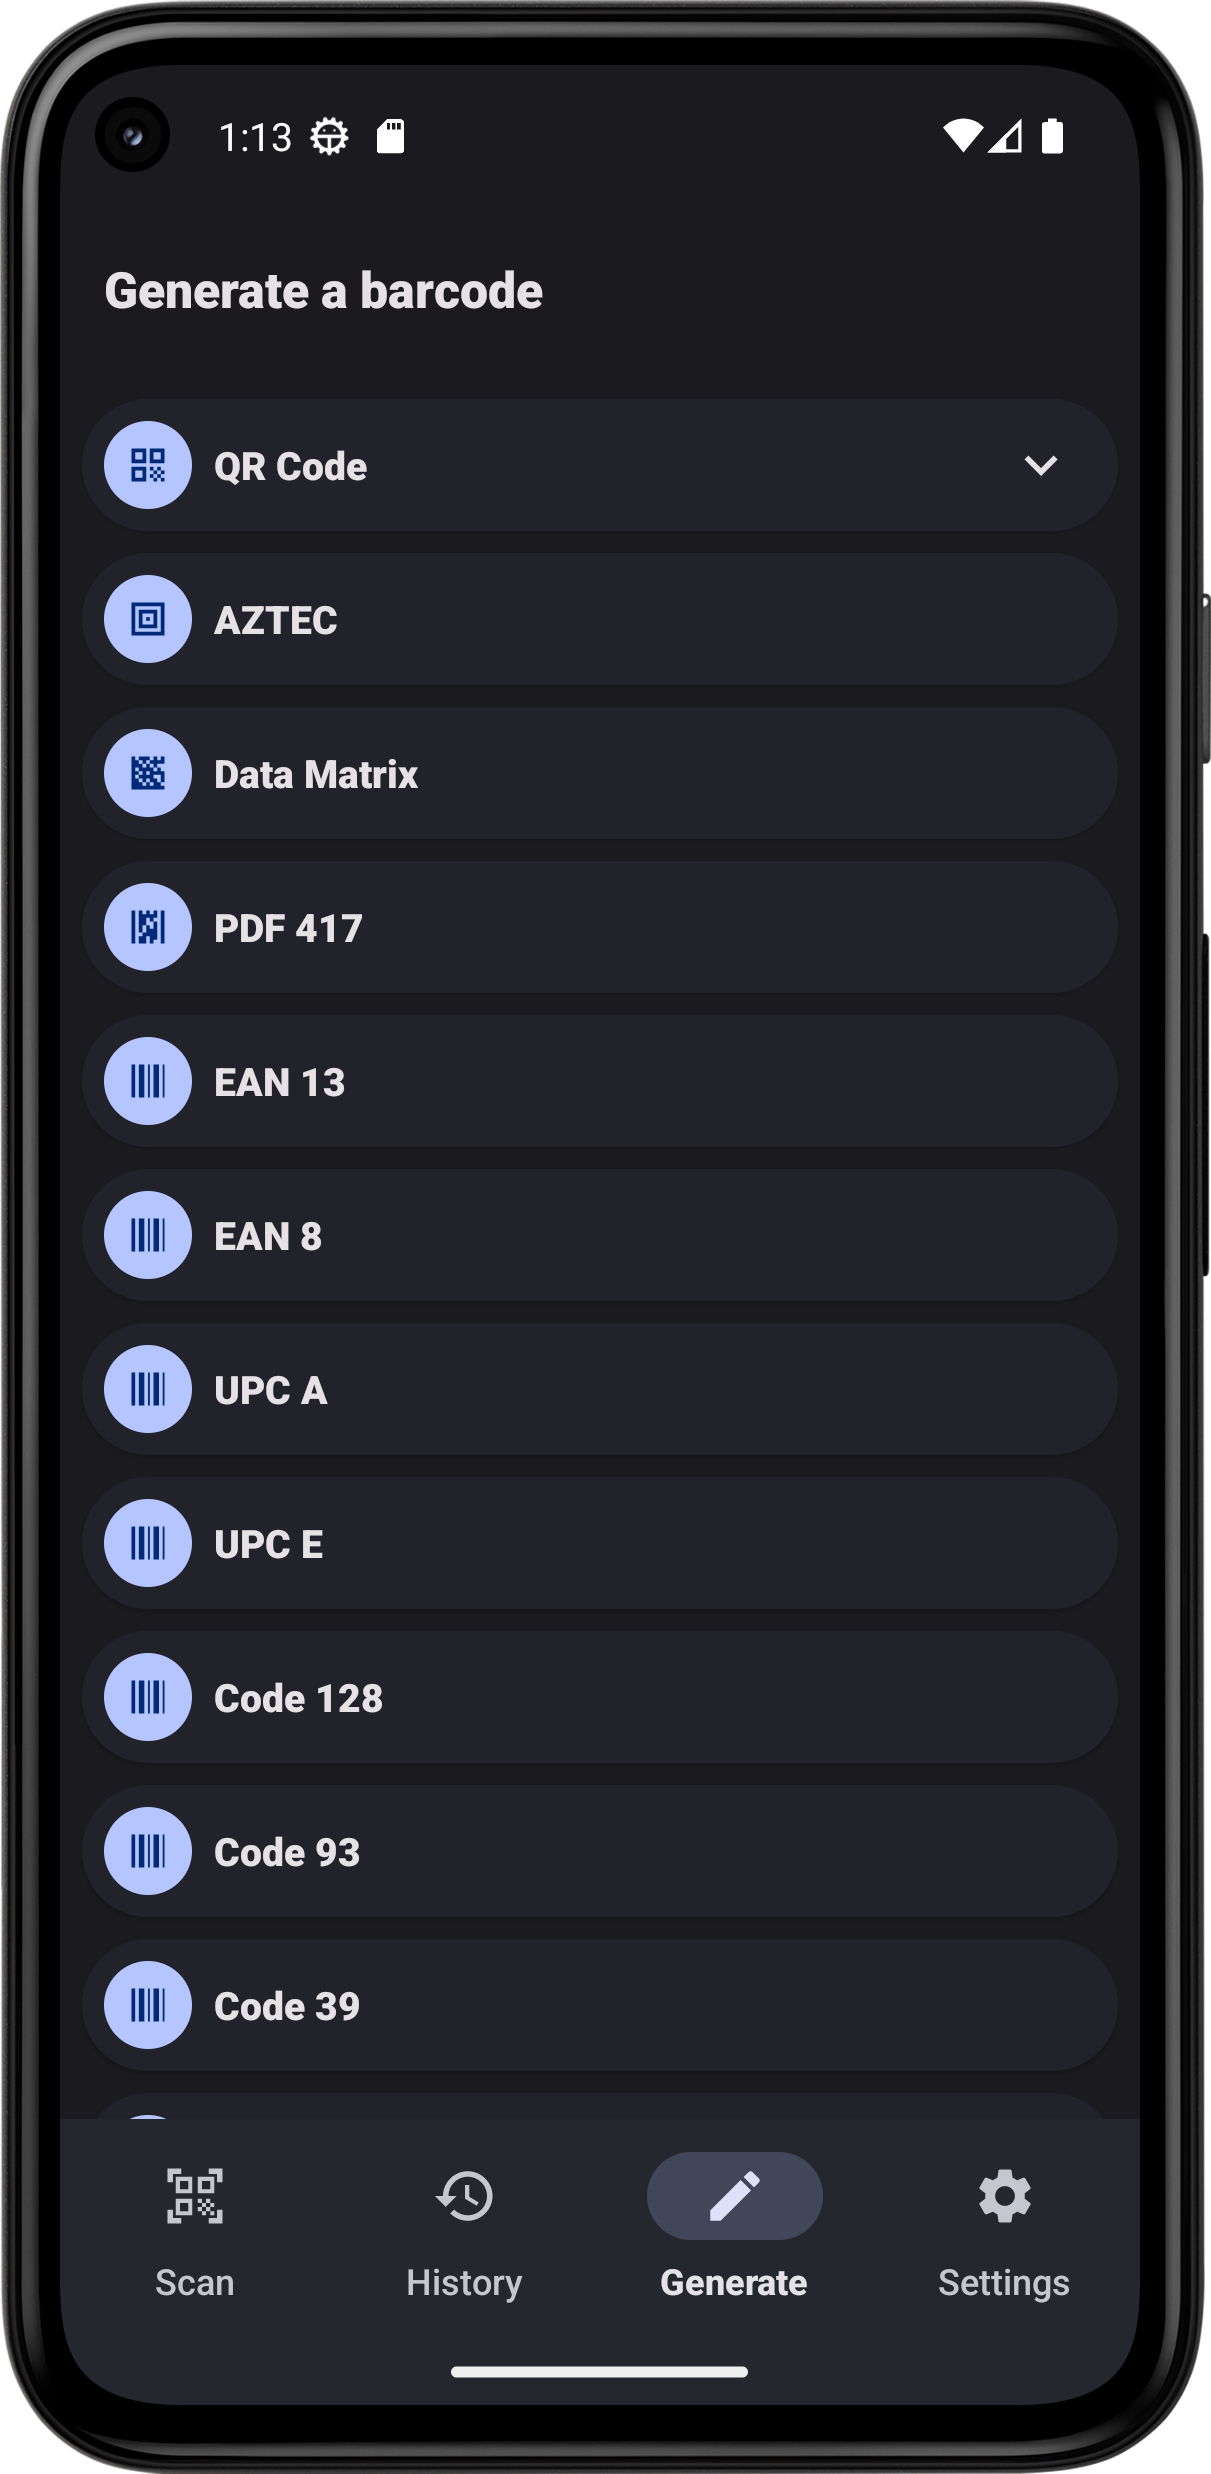 1:13
Generate a barcode
QR Code
AZTEC
Data Matrix
PDF 417
EAN 13
EAN 8
UPC A
UPC E
Code 128
Code 93
Code 39
Scan
History
Generate
Settings